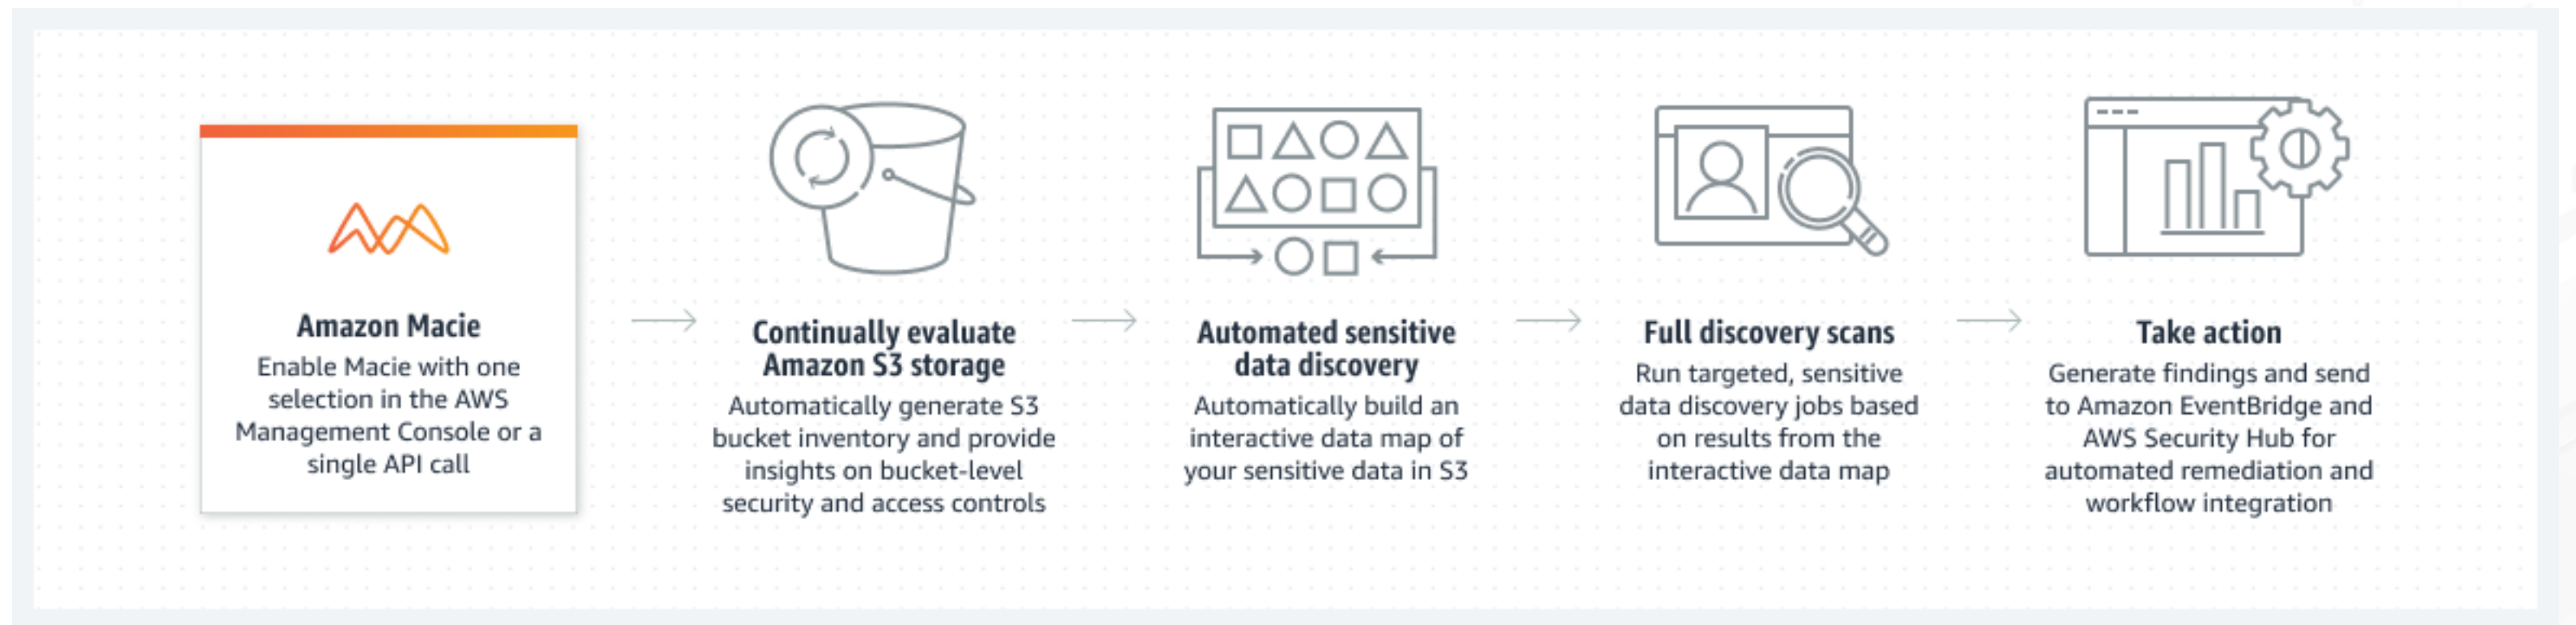 Amazon Macie
Enable Macie with one
selection in the AWS
Management Console or a
single API call
Continually evaluate
Amazon S3 storage
Automatically generate S3
bucket inventory and provide
insights on bucket-level
security and access controls
Automated sensitive
data discovery
Automatically build an
interactive data map of
your sensitive data in S3
Full discovery scans
Run targeted, sensitive
data discovery jobs based
on results from the
interactive data map
Take action
Generate findings and send
to Amazon EventBridge and
AWS Security Hub for
automated remediation and
workflow integration